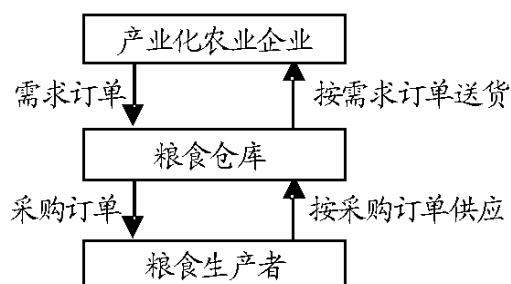 产业化农业企业
需求订单
按需求订单送货
粮食仓库
采购订单
按采购订单供应
粮食生产者